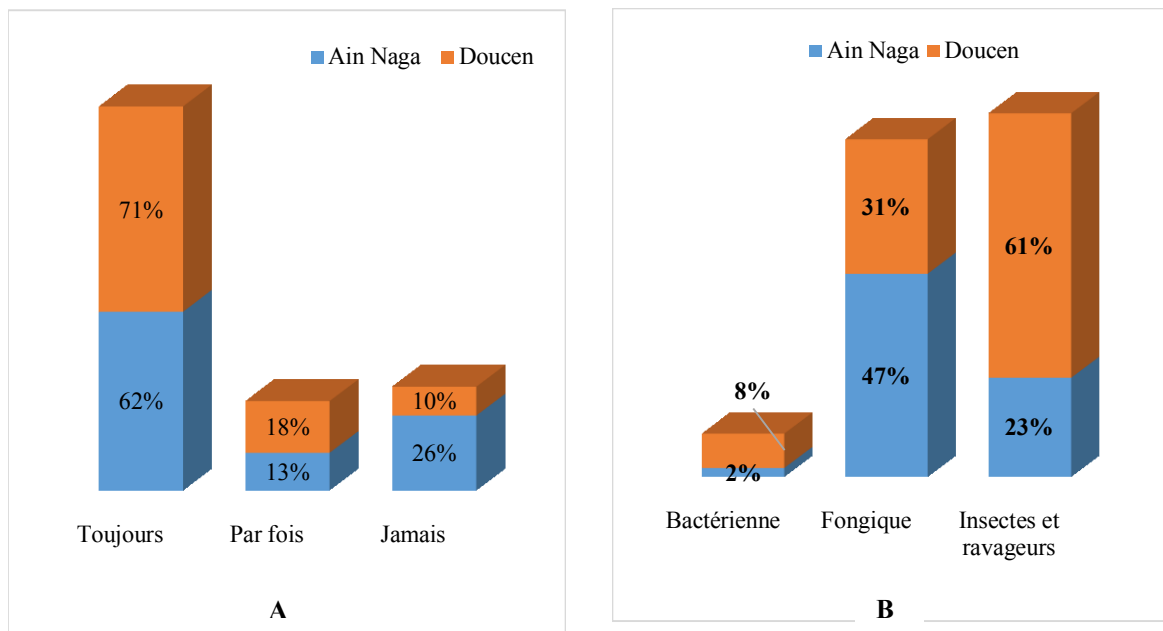 Ain Naga Doucen
71%
62%
18%
13%
10%
26%
Toujours Par fois Jamais
A
Ain Naga Doucen
8%
2%
31%
47%
61%
23%
Bactérienne Fongique Insectes et
ravageurs
B